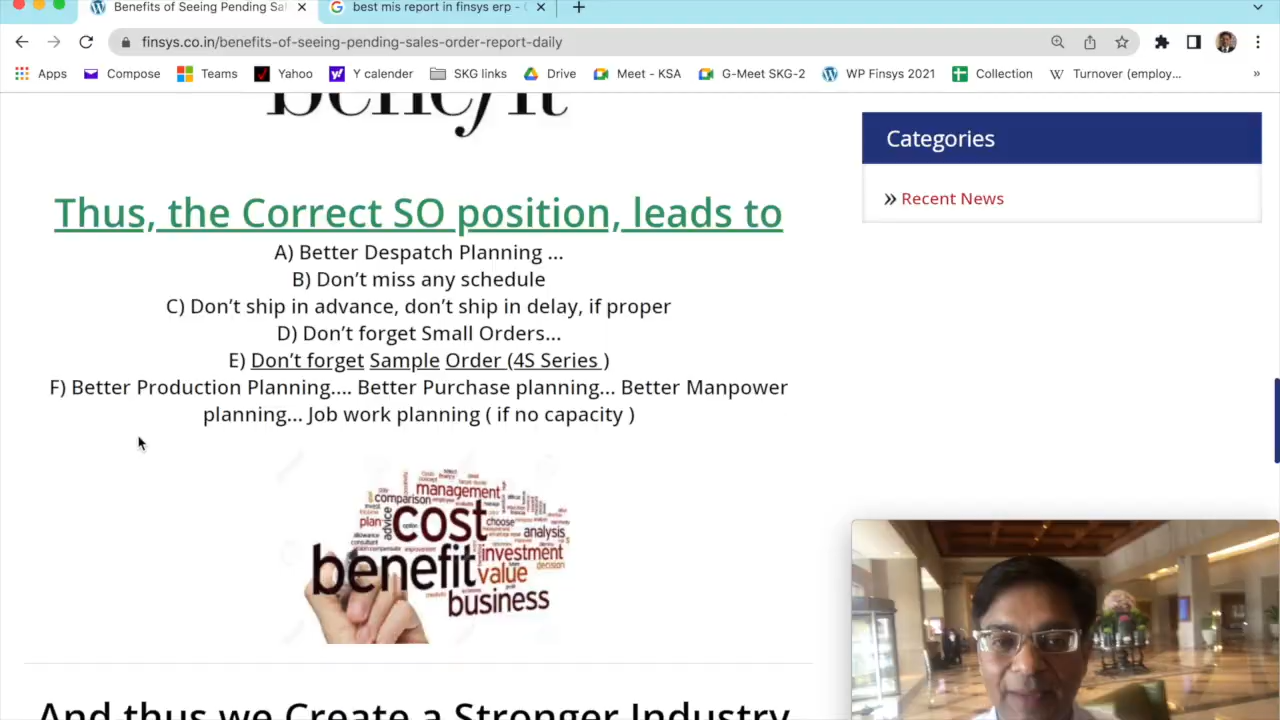 Benefits of Seeing Pending Sa
best mis report in finsys erp -
finsys.co.in/benefits-of-seeing-pending-sales-order-report-daily
Apps Compose Teams Yahoo Y calender SKG links Drive Meet - KSA G-Meet SKG-2 WP Finsys 2021 Collection Turnover (employ... »
benefit
Categories
Recent News
Thus, the Correct SO position, leads to
A) Better Despatch Planning ...
B) Don’t miss any schedule
C) Don’t ship in advance, don’t ship in delay, if proper
D) Don’t forget Small Orders...
E) Don’t forget Sample Order (4S Series )
F) Better Production Planning.... Better Purchase planning... Better Manpower
planning... Job work planning ( if no capacity )
management
comparison
cost
plan
advice
choose
analysis
benefit
investment
value
decision
business
And thus we Create a Stronger Industry